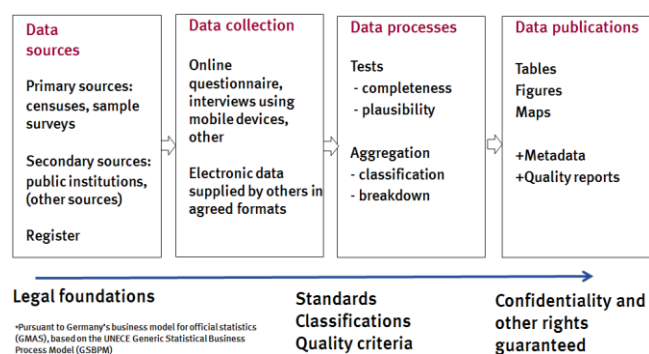 Data
sources
Primary sources:
censuses, sample
surveys
Secondary sources:
public institutions,
(other sources)
Register
Data collection
Online
questionnaire,
interviews using
mobile devices,
other
Electronic data
supplied by others in
agreed formats
Data processes
Tests
- completeness
- plausibility
Aggregation
- classification
- breakdown
Data publications
Tables
Figures
Maps
+Metadata
+Quality reports
Legal foundations
*Pursuant to Germany's business model for official statistics
(GMAS), based on the UNECE Generic Statistical Business
Process Model (GSBPM)
Standards
Classifications
Quality criteria
Confidentiality and
other rights
guaranteed